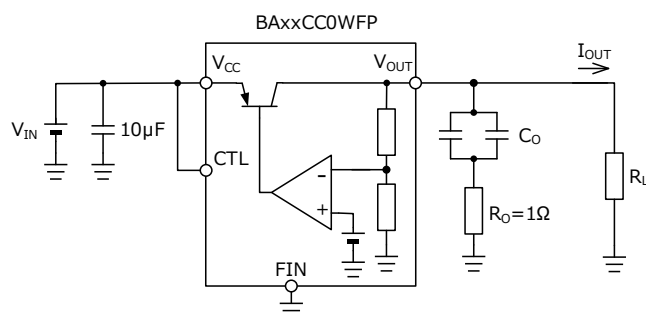 BAxxCC0WFP
VCC
VOUT
IOUT
VIN
10μF
CTL
CO
RL
-
+
RO=1Ω
FIN